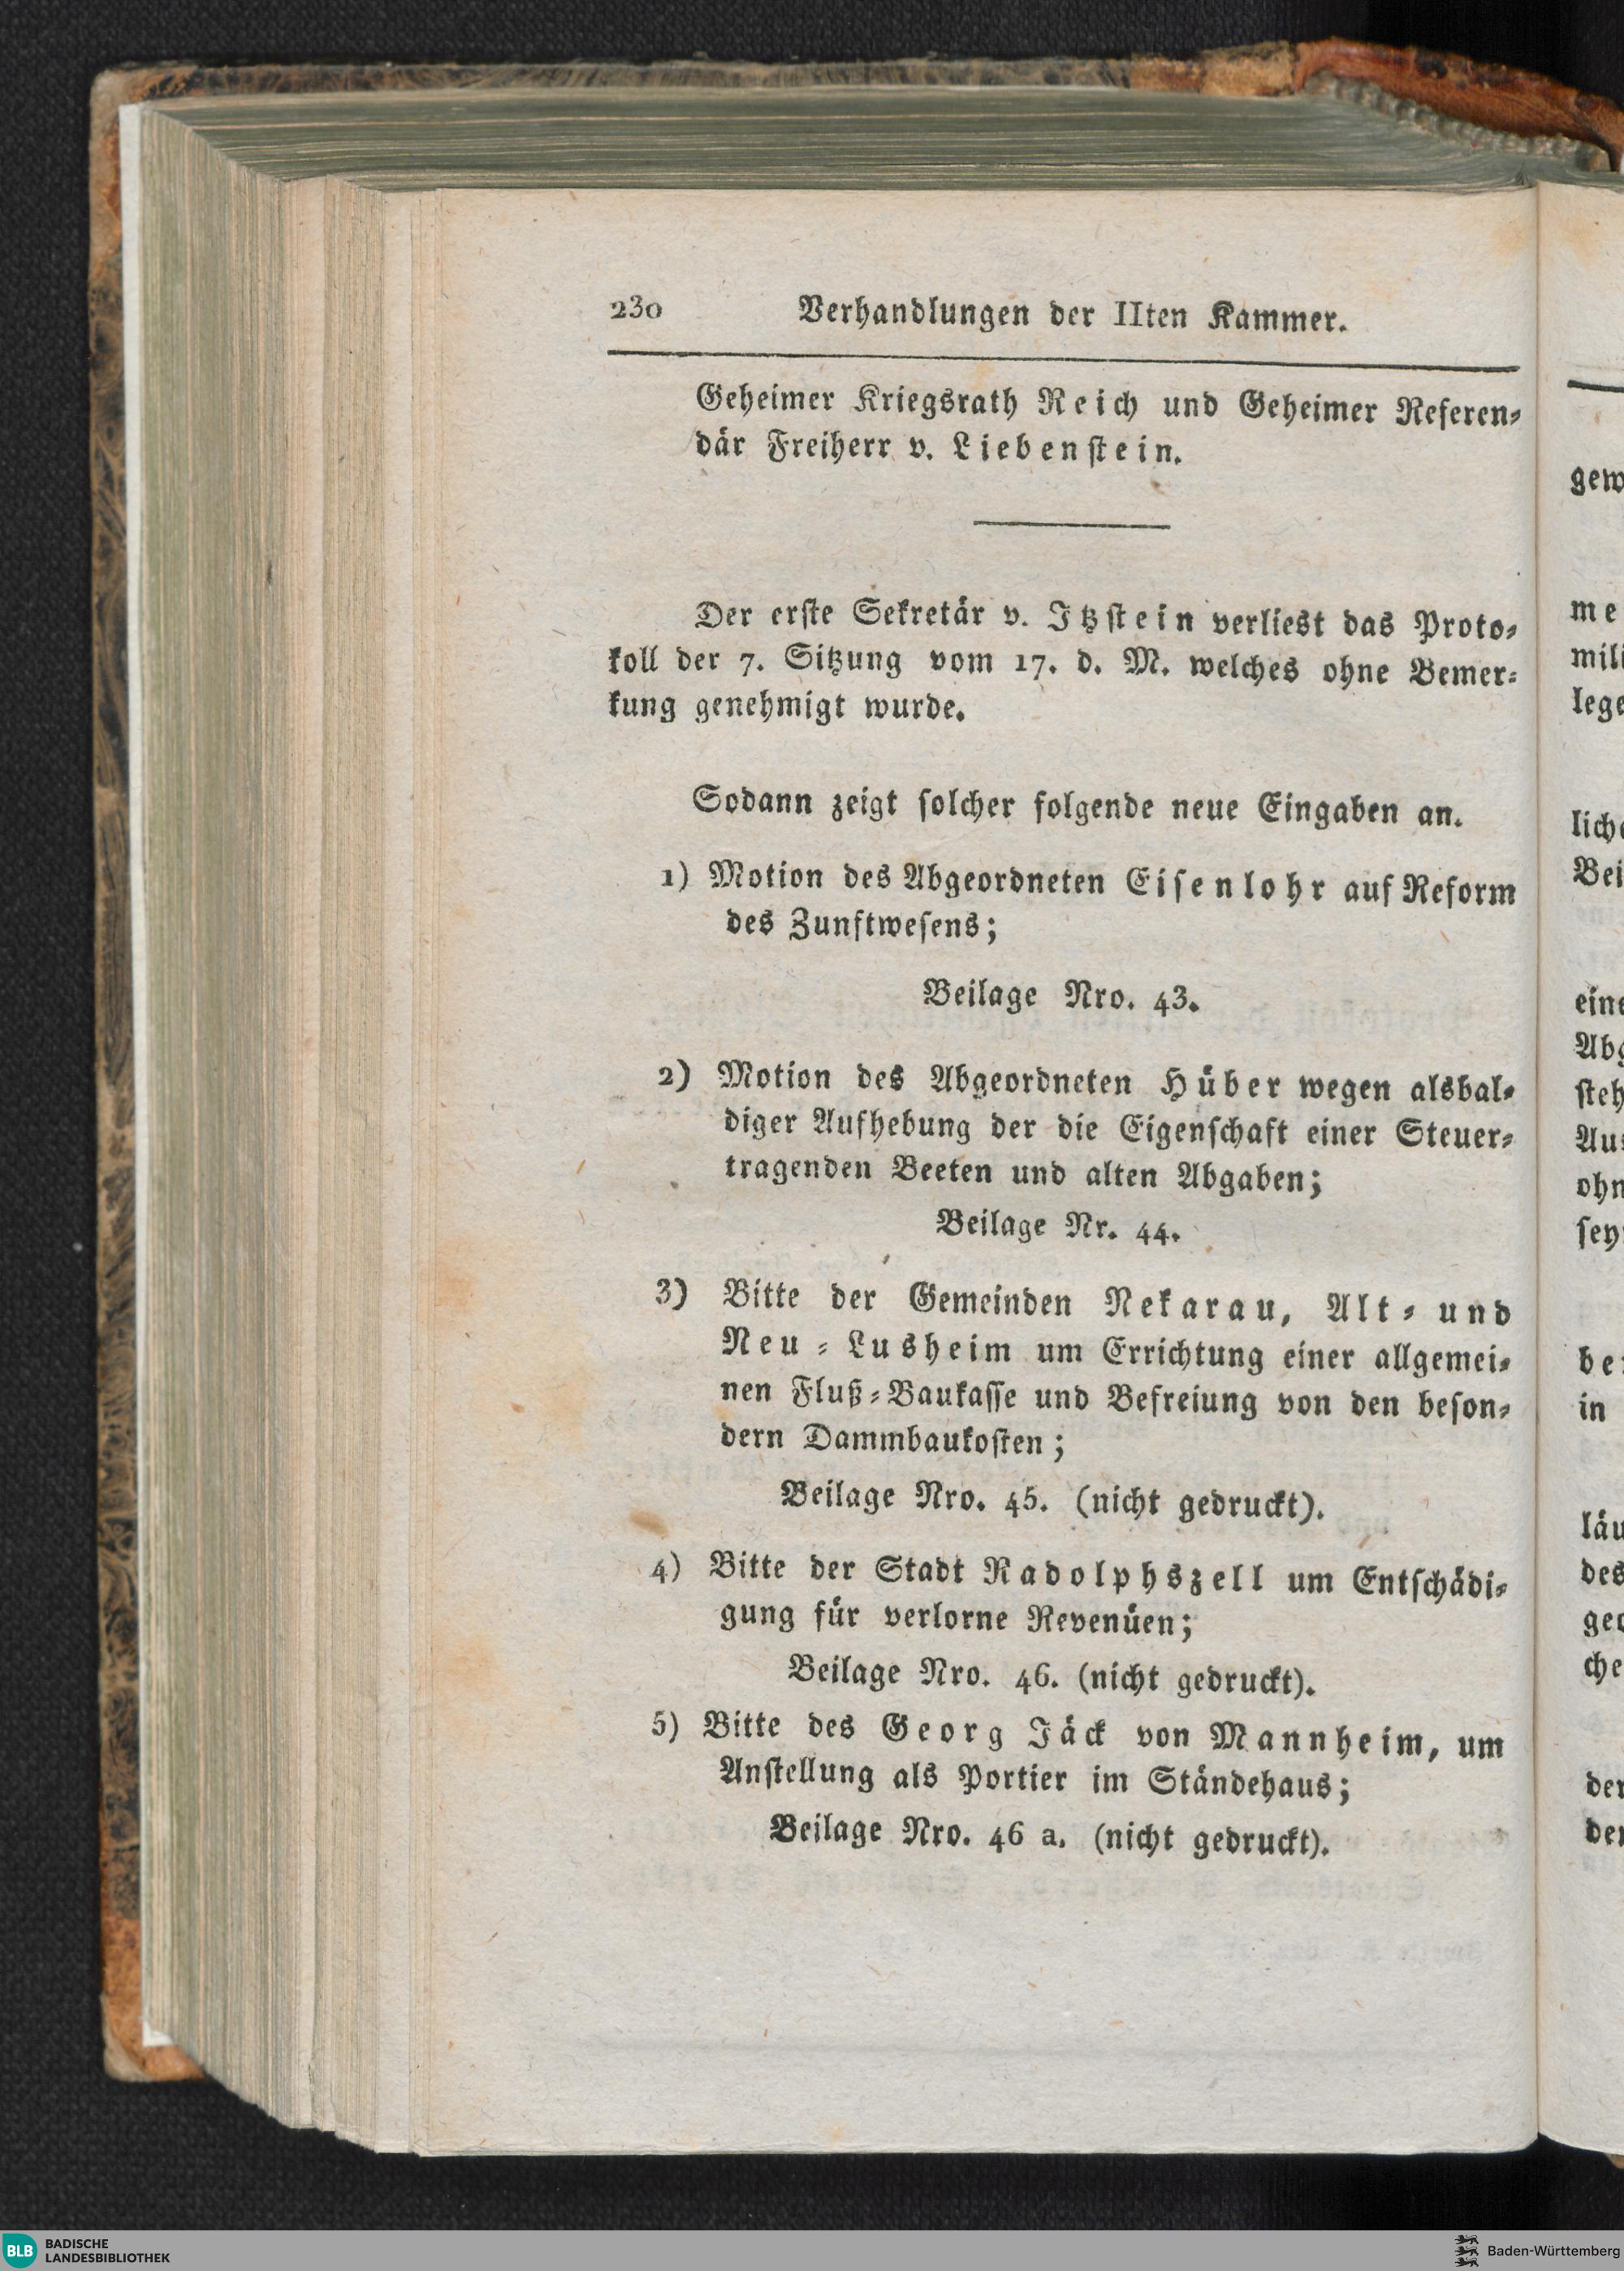 230 Verhandlungen der IIten Kammer.
Geheimer Kriegsrath Reich und Geheimer Referen-
där Freiherr v. Liebenstein.
Der erste Sekretär v. Itzstein verliest das Proto-
koll der 7. Sitzung vom 17. d. M. welches ohne Bemer-
kung genehmigt wurde.
Sodann zeigt solcher folgende neue Eingaben an.
1) Motion des Abgeordneten Eisenlohr auf Reform
des Zunftwesens;
Beilage Nro. 43.
2) Motion des Abgeordneten Hüber wegen alsbal-
diger Aufhebung der die Eigenschaft einer Steuer-
tragenden Beeten und alten Abgaben;
Beilage Nr. 44.
3) Bitte der Gemeinden Nekarau, Alt- und
Neu-Lusheim um Errichtung einer allgemei-
nen Fluß-Baukasse und Befreiung von den beson-
dern Dammbaukosten;
Beilage Nro. 45. (nicht gedruckt).
4) Bitte der Stadt Radolphszell um Entschädi-
gung für verlorne Revenüen;
Beilage Nro. 46. (nicht gedruckt).
5) Bitte des Georg Jäck von Mannheim, um
Anstellung als Portier im Ständehaus;
Beilage Nro. 46 a. (nicht gedruckt).
BLB BADISCHE
LANDESBIBLIOTHEK
Baden-Württemberg